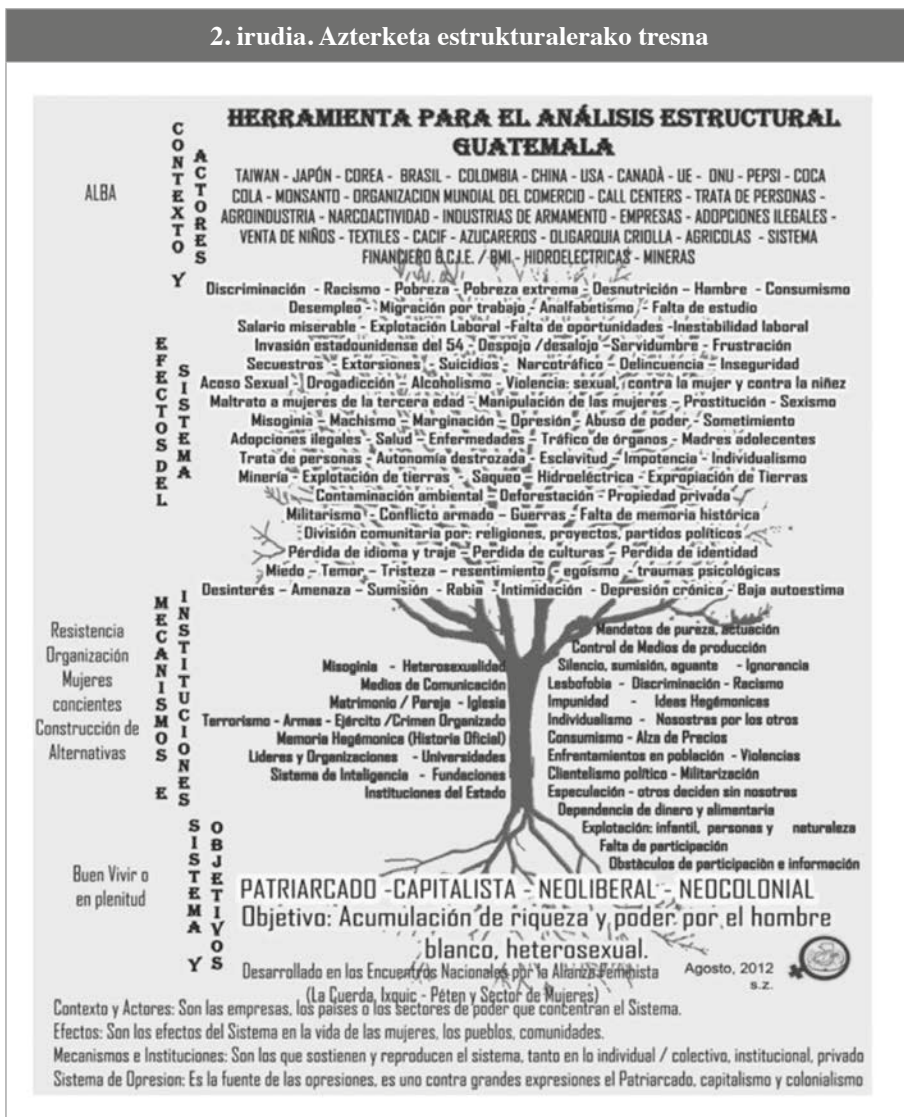 2. irudia. Azterketa estrukturalerako tresna
HERRAMIENTA PARA EL ANÁLISIS ESTRUCTURAL
GUATEMALA
CONTEXTO Y
ACTORES
ALBA
TAIWAN - JAPÓN - COREA - BRASIL - COLOMBIA - CHINA - USA - CANADÀ - UE - ONU - PEPSI - COCA
COLA - MONSANTO - ORGANIZACION MUNDIAL DEL COMERCIO - CALL CENTERS - TRATA DE PERSONAS -
AGROINDUSTRIA - NARCOACTIVIDAD - INDUSTRIAS DE ARMAMENTO - EMPRESAS - ADOPCIONES ILEGALES -
VENTA DE NIÑOS - TEXTILES - CACIF - AZUCAREROS - OLIGARQUIA CRIOLLA - AGRICOLAS - SISTEMA
FINANCIERO B.C.I.E. / BMI - HIDROELECTRICAS - MINERAS
EFECTOS DEL
SISTEMA
Discriminación - Racismo - Pobreza - Pobreza extrema - Desnutrición - Hambre - Consumismo
Desempleo - Migración por trabajo - Analfabetismo - Falta de estudio
Salario miserable - Explotación Laboral -Falta de oportunidades -Inestabilidad laboral
Invasión estadounidense del 54 - Despojo /desalojo - Servidumbre - Frustración
Secuestros - Extorsiones - Suicidios - Narcotráfico - Delincuencia - Inseguridad
Acoso Sexual - Drogadicción - Alcoholismo - Violencia: sexual, contra la mujer y contra la niñez
Maltrato a mujeres de la tercera edad - Manipulación de las mujeres - Prostitución - Sexismo
Misoginia - Machismo - Marginación - Opresión - Abuso de poder - Sometimiento
Adopciones ilegales - Salud - Enfermedades - Tráfico de órganos - Madres adolecentes
Trata de personas - Autonomía destrozada - Esclavitud - Impotencia - Individualismo
Minería - Explotación de tierras - Saqueo - Hidroeléctrica - Expropiación de Tierras
Contaminación ambiental - Deforestación - Propiedad privada
Militarismo - Conflicto armado - Guerras - Falta de memoria histórica
División comunitaria por: religiones, proyectos, partidos políticos
Pérdida de idioma y traje - Perdida de culturas - Perdida de identidad
Miedo - Temor - Tristeza - resentimiento - egoísmo - traumas psicológicas
Desinterés - Amenaza - Sumisión - Rabia - Intimidación - Depresión crónica - Baja autoestima
MECANISMOS E
INSTITUCIONES
Resistencia
Organización
Mujeres
concientes
Construcción de
Alternativas
Misoginia - Heterosexualidad
Medios de Comunicación
Matrimonio / Pareja - Iglesia
Terrorismo - Armas - Ejército /Crimen Organizado
Memoria Hegemónica (Historia Oficial)
Lideres y Organizaciones - Universidades
Sistema de Inteligencia - Fundaciones
Instituciones del Estado
Mandatos de pureza, actuación
Control de Medios de producción
Silencio, sumisión, aguante - Ignorancia
Lesbofobia - Discriminación - Racismo
Impunidad - Ideas Hegémonicas
Individualismo - Nosostras por los otros
Consumismo - Alza de Precios
Enfrentamientos en población - Violencias
Clientelismo político - Militarización
Especulación - otros deciden sin nosotras
Dependencia de dinero y alimentaria
Explotación: infantil, personas y naturaleza
Falta de participación
Obstàculos de participación e información
SISTEMA Y
OBJETIVOS
Buen Vivir o
en plenitud
PATRIARCADO -CAPITALISTA - NEOLIBERAL - NEOCOLONIAL
Objetivo: Acumulación de riqueza y poder por el hombre
blanco, heterosexual.
Desarrollado en los Encuentros Nacionales por la Alianza Feminista
(La Cuerda, Ixquic - Péten y Sector de Mujeres)
Agosto, 2012
s.z.
Contexto y Actores: Son las empresas, los países o los sectores de poder que concentran el Sistema.
Efectos: Son los efectos del Sistema en la vida de las mujeres, los pueblos, comunidades.
Mecanismos e Instituciones: Son los que sostienen y reproducen el sistema, tanto en lo individual / colectivo, institucional, privado
Sistema de Opresion: Es la fuente de las opresiones, es uno contra grandes expresiones el Patriarcado, capitalismo y colonialismo